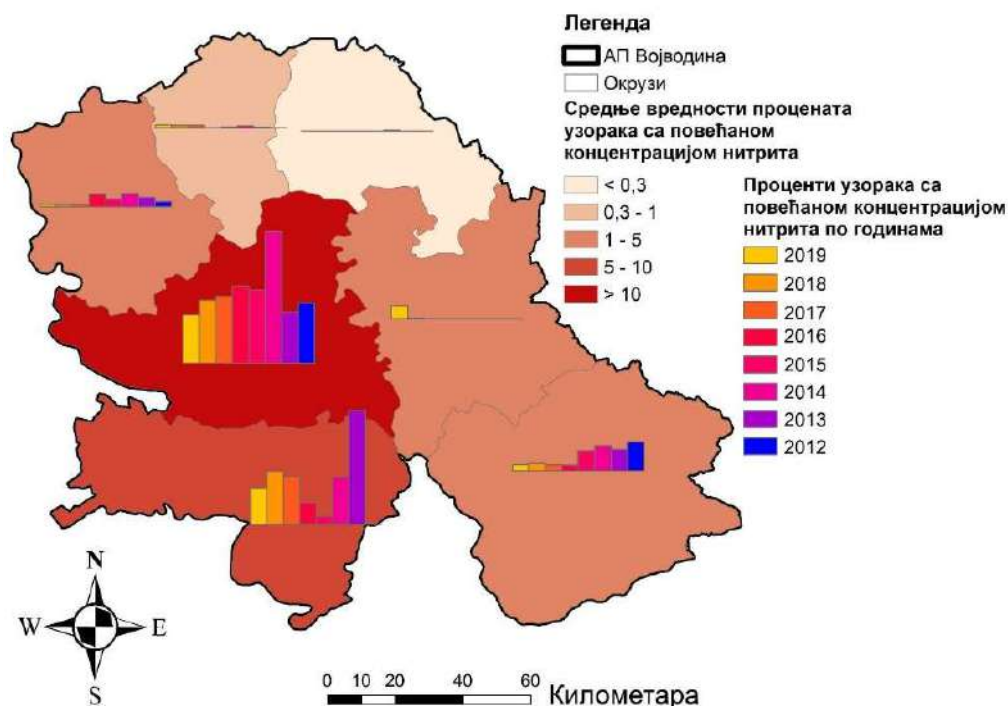 Легенда
АП Војводина
Окрузи
Средње вредности процената
узорака са повећаном
концентрацијом нитрита
< 0,3
0,3 - 1
1 - 5
5 - 10
> 10
Проценти узорака са
повећаном концентрацијом
нитрита по годинама
2019
2018
2017
2016
2015
2014
2013
2012
N
W E
S
0 10 20 40 60
Километара